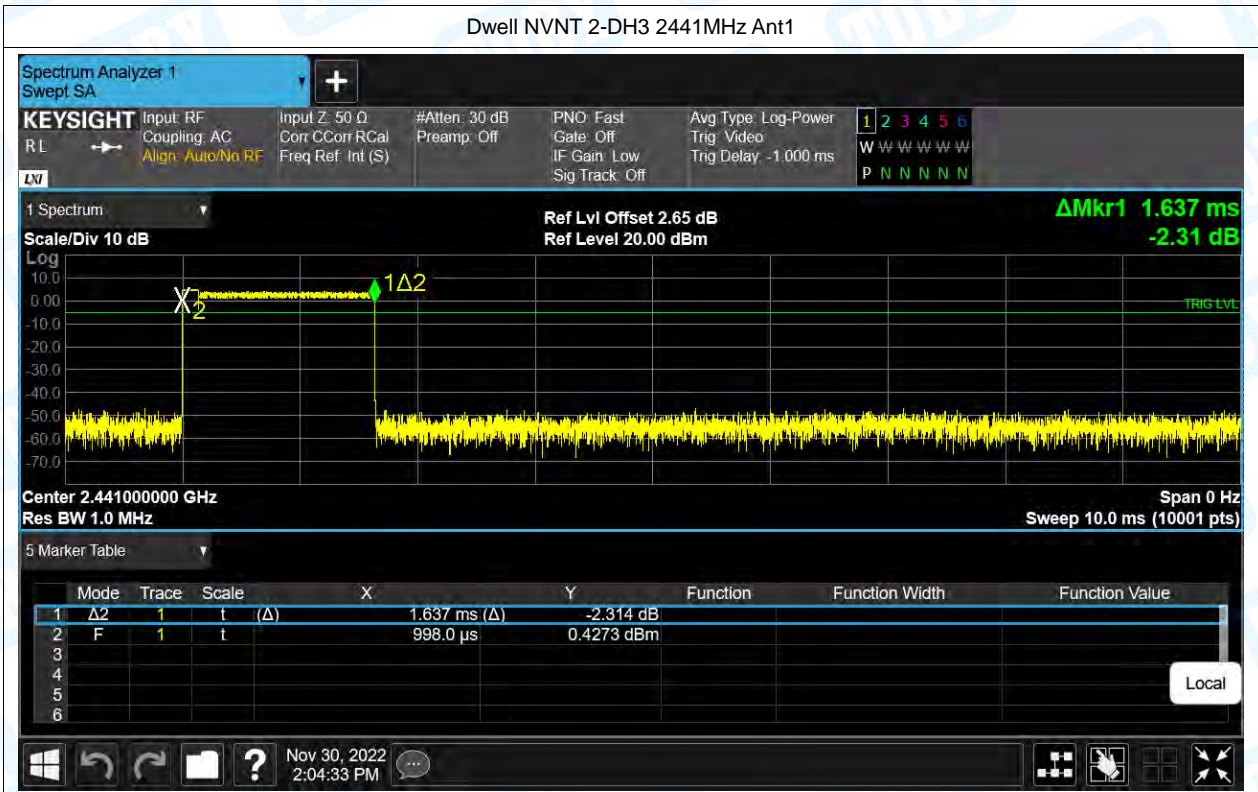 Dwell NVNT 2-DH3 2441MHz Ant1
Spectrum Analyzer 1
Swept SA
+
KEYSIGHT Input: RF Input Z: 50 Ω #Atten: 30 dB PNO: Fast Avg Type: Log-Power 1 2 3 4 5 6
RL Coupling: AC Corr CCorr RCal Preamp: Off Gate: Off Trig: Video W W W W W W
Align: Auto/No RF Freq Ref: Int (S) IF Gain: Low Trig Delay: -1.000 ms
LXI Sig Track: Off P N N N N N
1 Spectrum Ref Lvl Offset 2.65 dB ΔMkr1 1.637 ms
Scale/Div 10 dB Ref Level 20.00 dBm -2.31 dB
Log
10.0
0.00
-10.0
-20.0
-30.0
-40.0
-50.0
-60.0
-70.0
X 2 1Δ2
TRIG LVL
Center 2.441000000 GHz Span 0 Hz
Res BW 1.0 MHz Sweep 10.0 ms (10001 pts)
5 Marker Table
Mode Trace Scale X Y Function Function Width Function Value
1 Δ2 1 t (Δ) 1.637 ms (Δ) -2.314 dB
2 F 1 t 998.0 µs 0.4273 dBm
3
4
5
6
Local
? Nov 30, 2022
2:04:33 PM